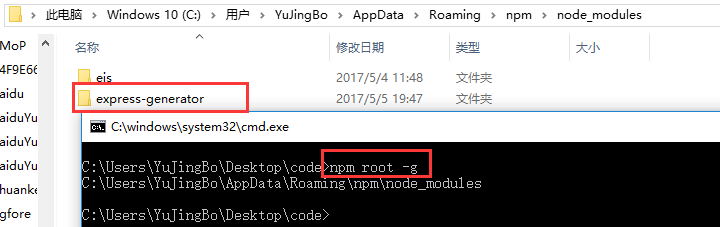 此电脑 > Windows 10 (C:) > 用户 > YuJingBo > AppData > Roaming > npm > node_modules
MoP
名称 修改日期 类型 大小
4F9E66
ejs 2017/5/4 11:48 文件夹
aidu
express-generator 2017/5/5 19:47 文件夹
aiduYu
C:\windows\system32\cmd.exe
aiduYu
aiduYu
C:\Users\YuJingBo\Desktop\code>npm root -g
huanke
C:\Users\YuJingBo\AppData\Roaming\npm\node_modules
gfore
C:\Users\YuJingBo\Desktop\code>